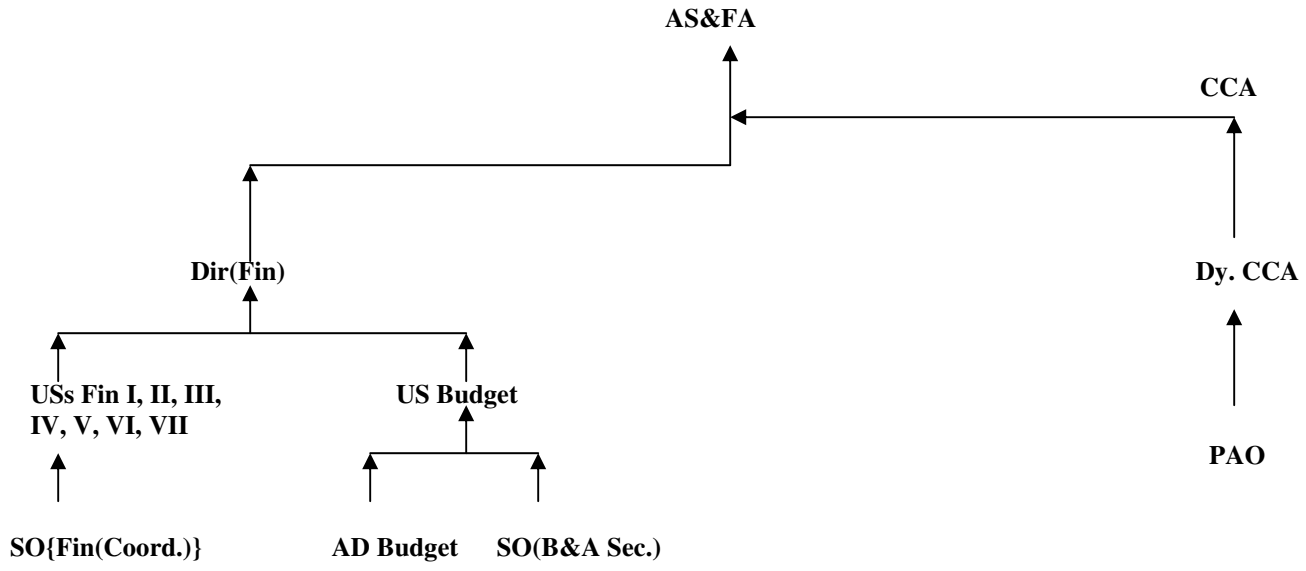 AS&FA
CCA
Dir(Fin)
Dy. CCA
USs Fin I, II, III,
IV, V, VI, VII
US Budget
PAO
SO{Fin(Coord.)}
AD Budget
SO(B&A Sec.)